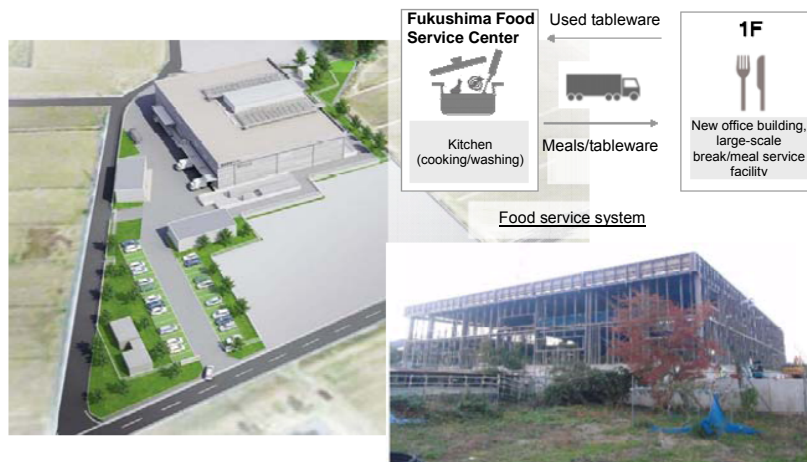 Fukushima Food
Service Center
Used tableware
1F
Kitchen
(cooking/washing)
Meals/tableware
New office building,
large-scale
break/meal service
facility
Food service system